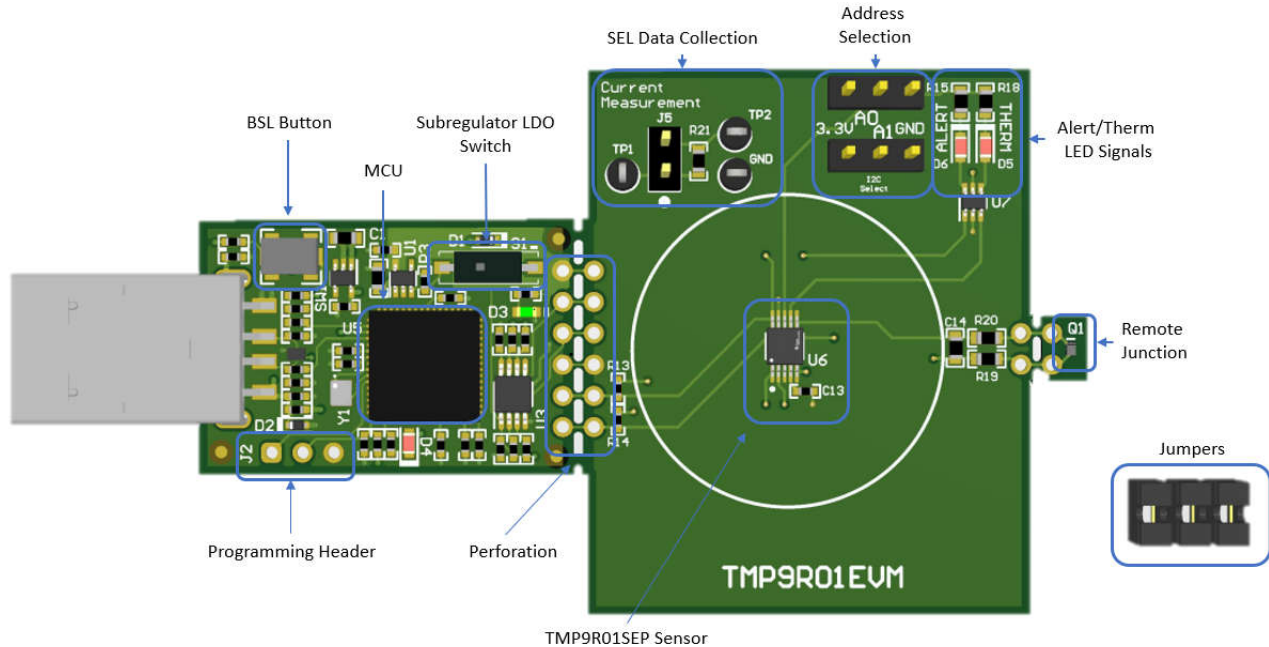 SEL Data Collection
Address
Selection
BSL Button
Subregulator LDO
Switch
MCU
Alert/Therm
LED Signals
Current
Measurement
J5
R21
TP2
TP1
GND
R15
R18
3.3V
A0
A1
GND
I2C
Select
ALERT
THERM
D6
D5
U7
C1
U1
R3
D1
S1
SW
U5
D3
Y1
D2
J2
D4
U3
R13
R14
U6
C13
C14
R20
R19
Q1
Remote
Junction
Jumpers
Programming Header
Perforation
TMP9R01EVM
TMP9R01SEP Sensor